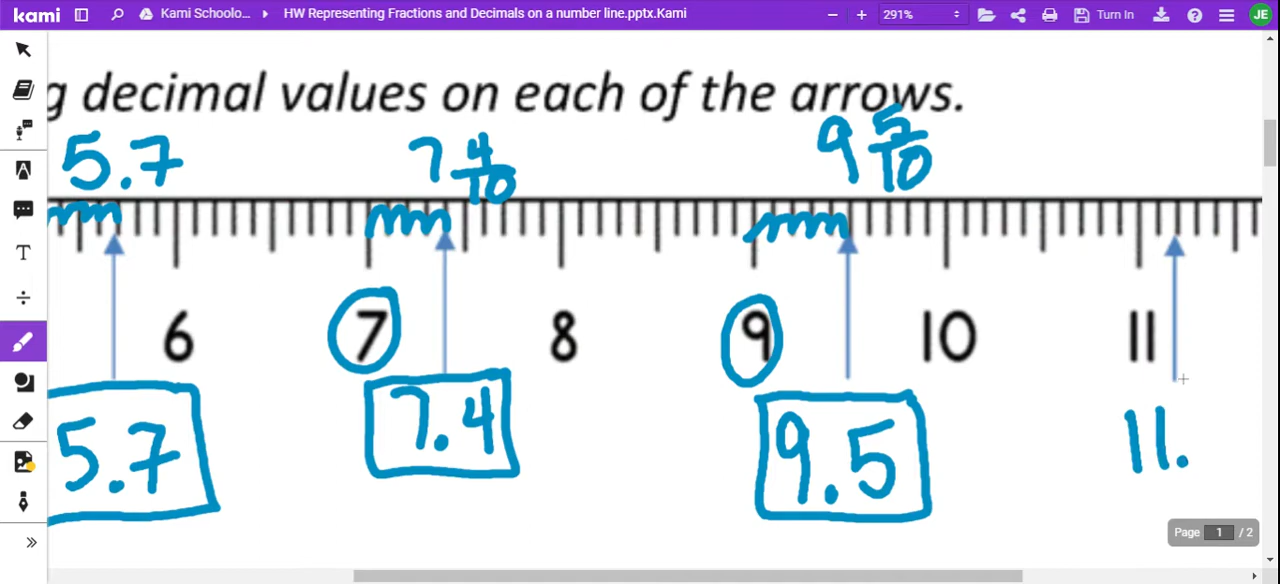 kami Kami Schoolo... HW Representing Fractions and Decimals on a number line.pptx.Kami 291% Turn In JE
g decimal values on each of the arrows.
5.7 7 4/10 9 5/10
6 7 8 9 10 11
5.7 7.4 9.5 11.
Page 1 / 2